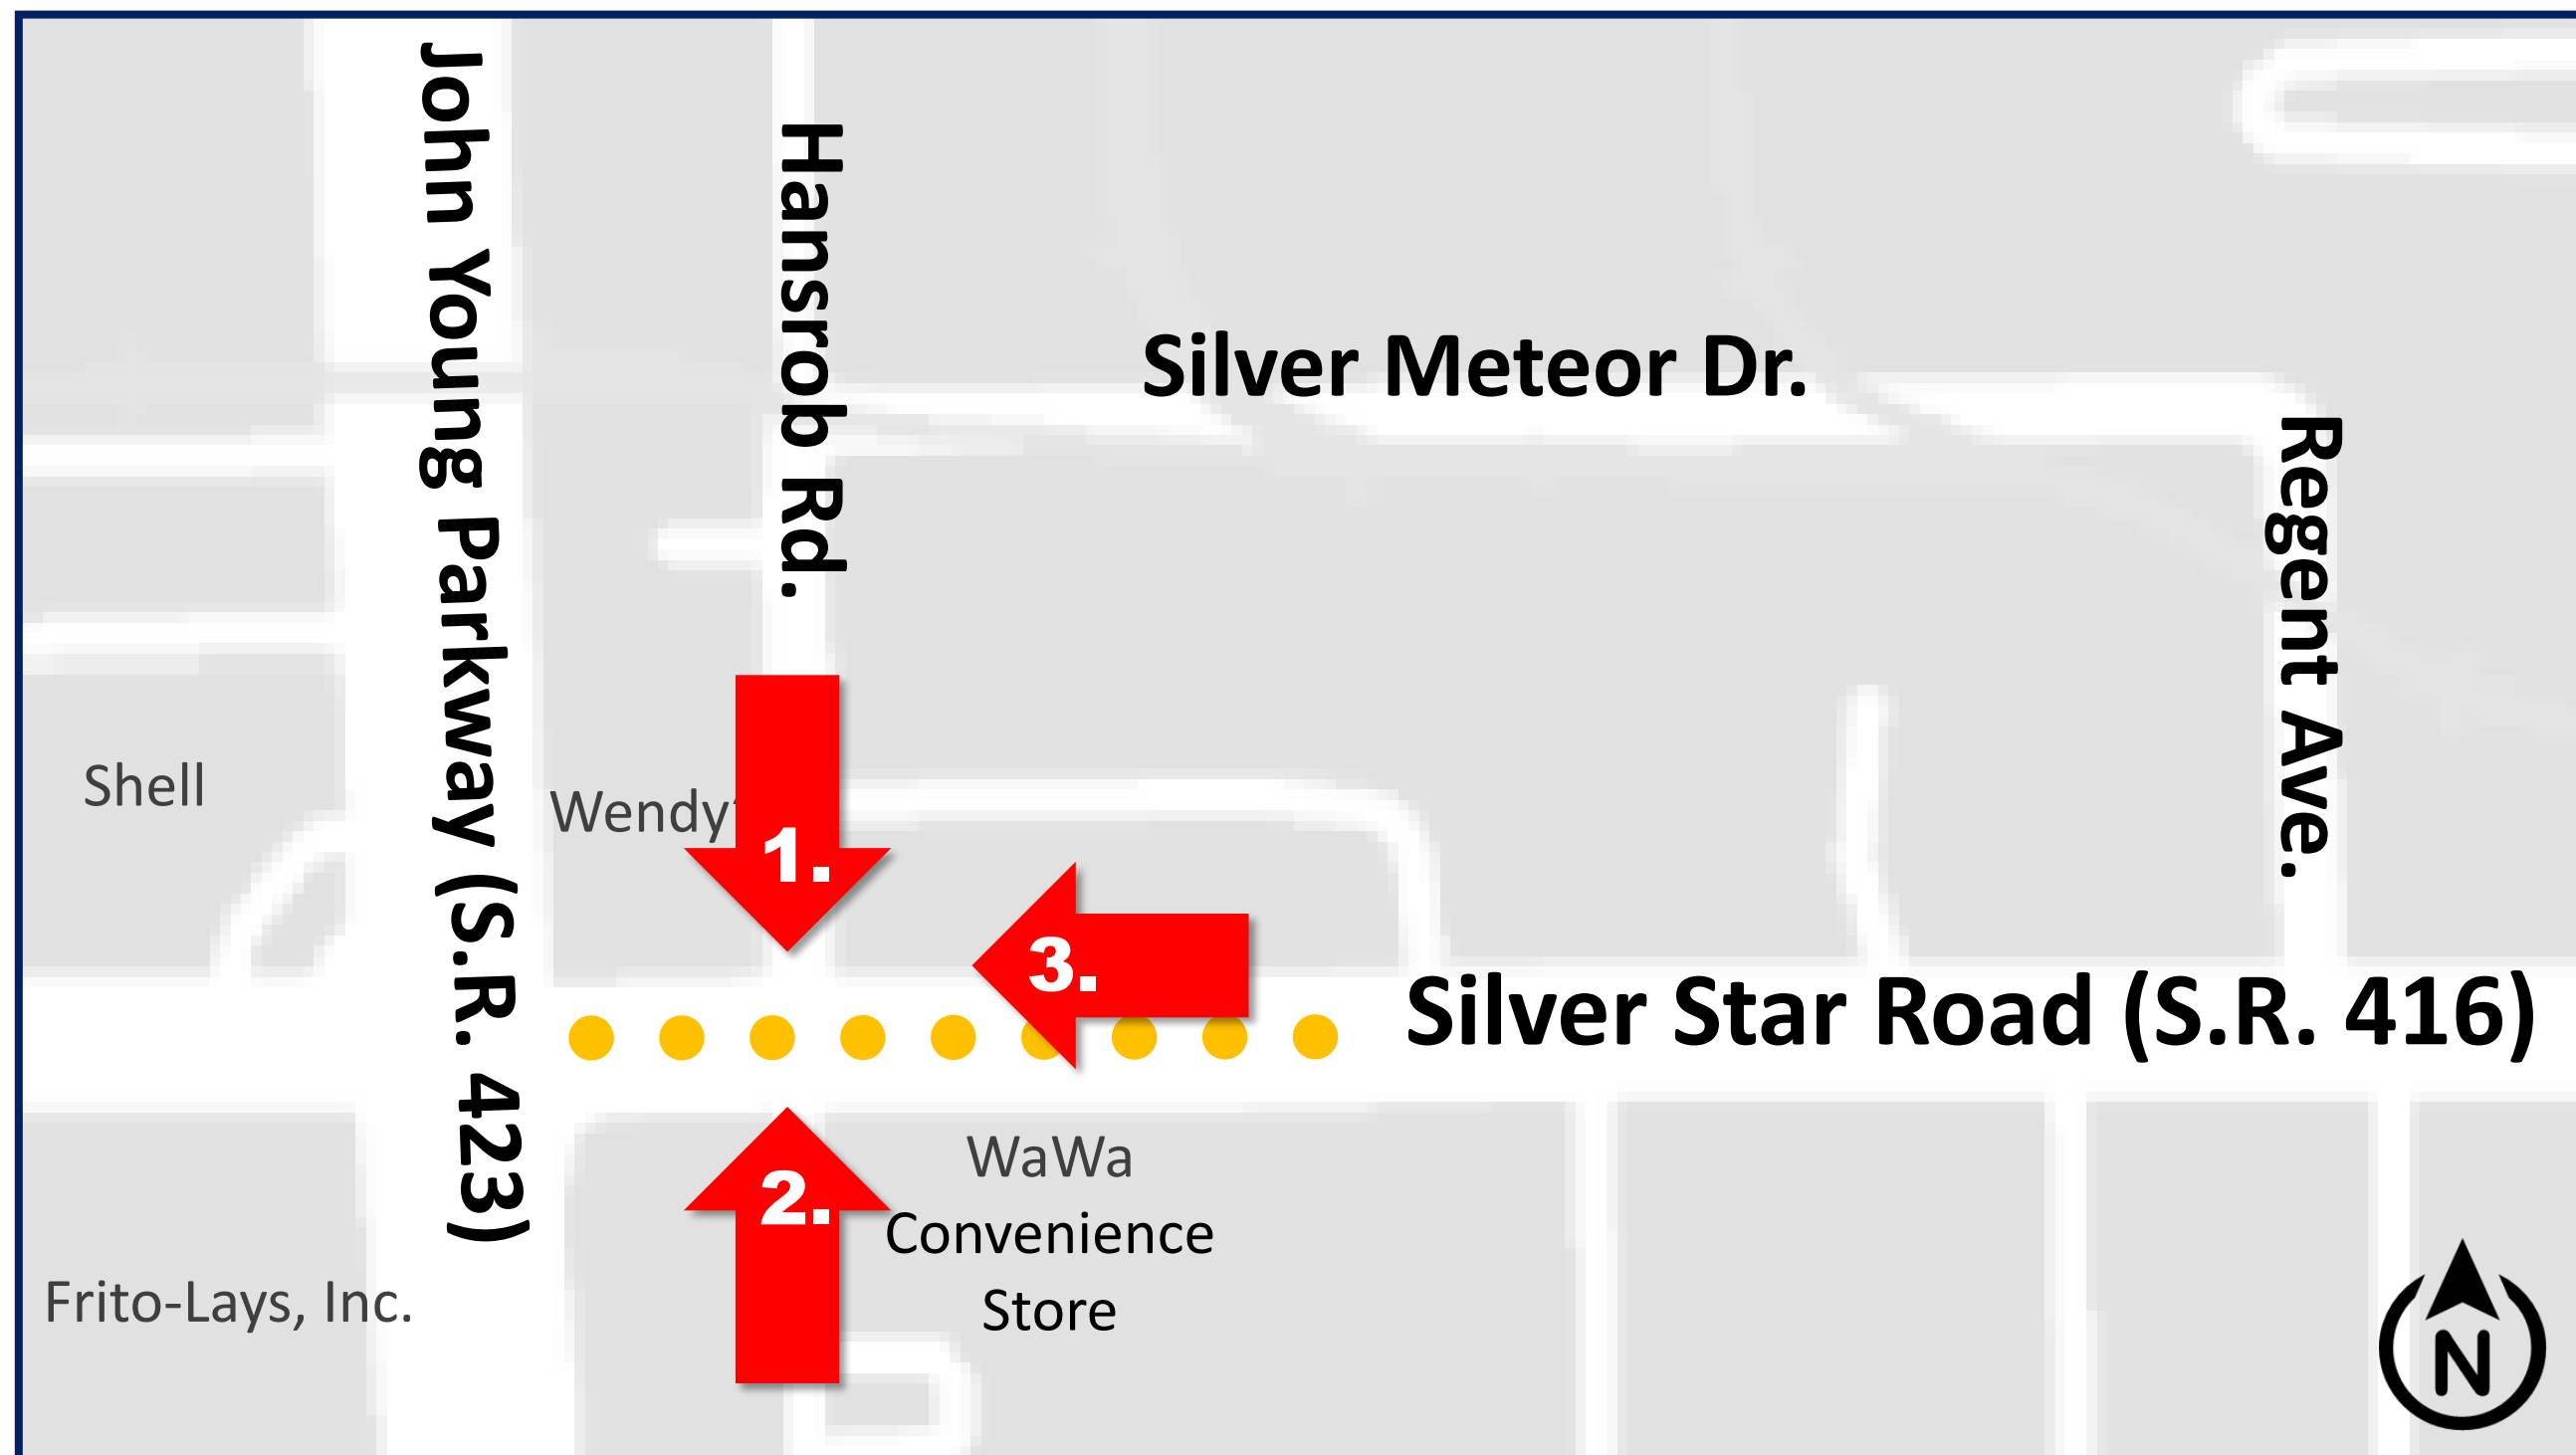 John Young Parkway (S.R. 423)
Hansrob Rd.
Silver Meteor Dr.
Regent Ave.
Shell
Wendy'
1.
3.
Silver Star Road (S.R. 416)
2.
WaWa
Convenience
Store
Frito-Lays, Inc.
N